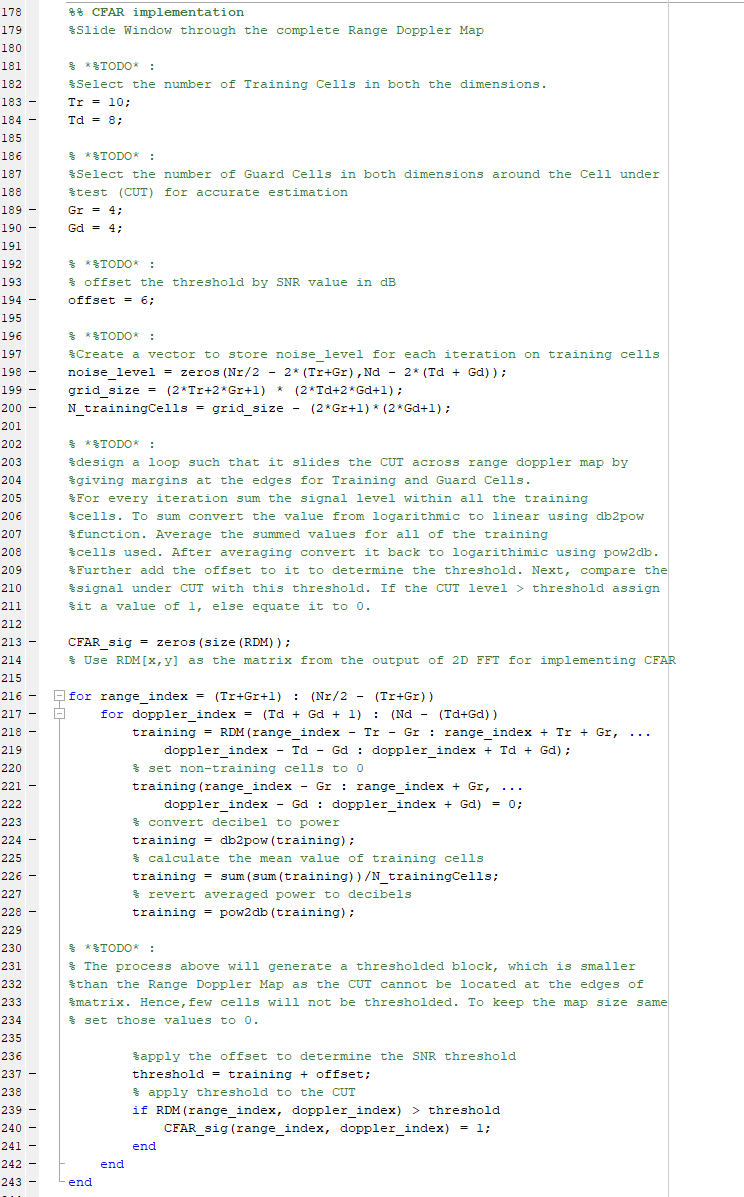 178 %% CFAR implementation
179 %Slide Window through the complete Range Doppler Map
180
181 % *%TODO* :
182 %Select the number of Training Cells in both the dimensions.
183 – Tr = 10;
184 – Td = 8;
185
186 % *%TODO* :
187 %Select the number of Guard Cells in both dimensions around the Cell under
188 %test (CUT) for accurate estimation
189 – Gr = 4;
190 – Gd = 4;
191
192 % *%TODO* :
193 % offset the threshold by SNR value in dB
194 – offset = 6;
195
196 % *%TODO* :
197 %Create a vector to store noise_level for each iteration on training cells
198 – noise_level = zeros(Nr/2 - 2*(Tr+Gr),Nd - 2*(Td + Gd));
199 – grid_size = (2*Tr+2*Gr+1) * (2*Td+2*Gd+1);
200 – N_trainingCells = grid_size - (2*Gr+1)*(2*Gd+1);
201
202 % *%TODO* :
203 %design a loop such that it slides the CUT across range doppler map by
204 %giving margins at the edges for Training and Guard Cells.
205 %For every iteration sum the signal level within all the training
206 %cells. To sum convert the value from logarithmic to linear using db2pow
207 %function. Average the summed values for all of the training
208 %cells used. After averaging convert it back to logarithimic using pow2db.
209 %Further add the offset to it to determine the threshold. Next, compare the
210 %signal under CUT with this threshold. If the CUT level > threshold assign
211 %it a value of 1, else equate it to 0.
212
213 – CFAR_sig = zeros(size(RDM));
214 % Use RDM[x,y] as the matrix from the output of 2D FFT for implementing CFAR
215
216 – for range_index = (Tr+Gr+1) : (Nr/2 - (Tr+Gr))
217 – for doppler_index = (Td + Gd + 1) : (Nd - (Td+Gd))
218 – training = RDM(range_index - Tr - Gr : range_index + Tr + Gr, ...
219 doppler_index - Td - Gd : doppler_index + Td + Gd);
220 % set non-training cells to 0
221 – training(range_index - Gr : range_index + Gr, ...
222 doppler_index - Gd : doppler_index + Gd) = 0;
223 % convert decibel to power
224 – training = db2pow(training);
225 % calculate the mean value of training cells
226 – training = sum(sum(training))/N_trainingCells;
227 % revert averaged power to decibels
228 – training = pow2db(training);
229
230 % *%TODO* :
231 % The process above will generate a thresholded block, which is smaller
232 %than the Range Doppler Map as the CUT cannot be located at the edges of
233 %matrix. Hence,few cells will not be thresholded. To keep the map size same
234 % set those values to 0.
235
236 %apply the offset to determine the SNR threshold
237 – threshold = training + offset;
238 % apply threshold to the CUT
239 – if RDM(range_index, doppler_index) > threshold
240 – CFAR_sig(range_index, doppler_index) = 1;
241 – end
242 – end
243 – end